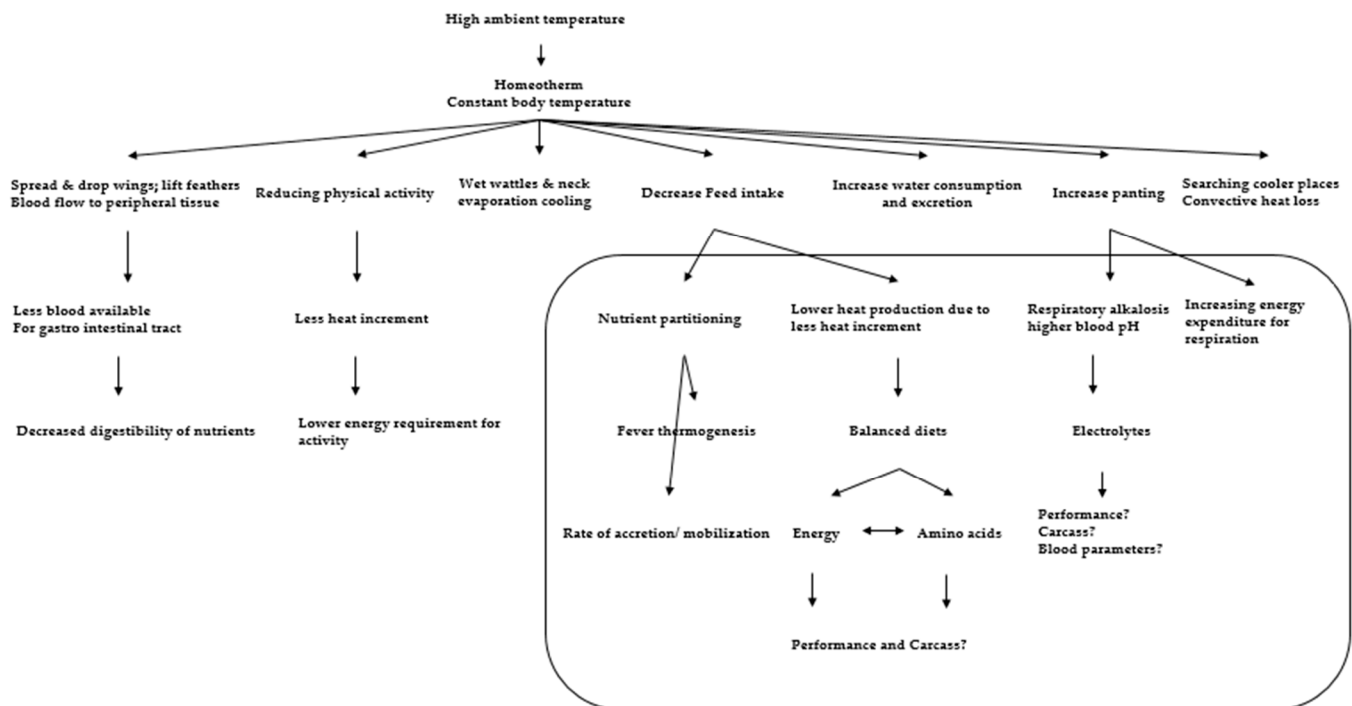 High ambient temperature
Homeotherm
Constant body temperature
Spread & drop wings; lift feathers
Blood flow to peripheral tissue
Reducing physical activity
Wet wattles & neck
evaporation cooling
Decrease Feed intake
Increase water consumption
and excretion
Increase panting
Searching cooler places
Convective heat loss
Less blood available
For gastro intestinal tract
Less heat increment
Nutrient partitioning
Lower heat production due to
less heat increment
Respiratory alkalosis
higher blood pH
Increasing energy
expenditure for
respiration
Decreased digestibility of nutrients
Lower energy requirement for
activity
Fever thermogenesis
Balanced diets
Electrolytes
Rate of accretion/ mobilization
Energy
Amino acids
Performance?
Carcass?
Blood parameters?
Performance and Carcass?